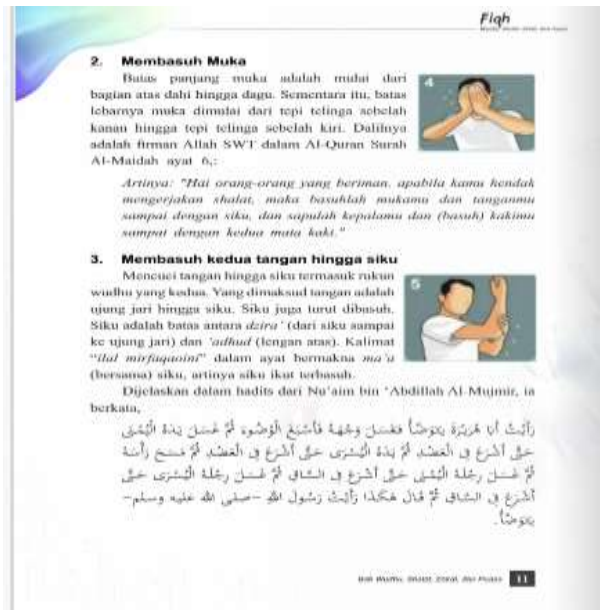 Fiqh
2. Membasuh Muka
Batas panjang muka adalah mulai dari
bagian atas dahi hingga dagu. Sementara itu, batas
lebarnya muka dimulai dari tepi telinga sebelah
kanan hingga tepi telinga sebelah kiri. Dalilnya
adalah firman Allah SWT dalam Al-Quran Surah
Al-Maidah ayat 6,:
4
Artinya: "Hai orang-orang yang beriman, apabila kamu hendak
mengerjakan shalat, maka basuhlah mukamu dan tanganmu
sampai dengan siku, dan sapulah kepalamu dan (basuh) kakimu
sampai dengan kedua mata kaki."
3. Membasuh kedua tangan hingga siku
Mencuci tangan hingga siku termasuk rukun
wudhu yang kedua. Yang dimaksud tangan adalah
ujung jari hingga siku. Siku juga turut dibasuh.
Siku adalah batas antara dzira' (dari siku sampai
ke ujung jari) dan 'adhud (lengan atas). Kalimat
"ilal mirfaqaini" dalam ayat bermakna ma'a
(bersama) siku, artinya siku ikut terbasuh.
5
Dijelaskan dalam hadits dari Nu'aim bin 'Abdillah Al-Mujmir, ia
berkata,
رَأَيْتُ أَبَا هُرَيْرَةَ يَتَوَضَّأُ فَغَسَلَ وَجْهَهُ فَأَسْبَغَ الْوُضُوءَ ثُمَّ غَسَلَ يَدَهُ الْيُمْنَى
حَتَّى أَشْرَعَ فِى الْعَضُدِ ثُمَّ يَدَهُ الْيُسْرَى حَتَّى أَشْرَعَ فِى الْعَضُدِ ثُمَّ مَسَحَ رَأْسَهُ
ثُمَّ غَسَلَ رِجْلَهُ الْيُمْنَى حَتَّى أَشْرَعَ فِى السَّاقِ ثُمَّ غَسَلَ رِجْلَهُ الْيُسْرَى حَتَّى
أَشْرَعَ فِى السَّاقِ ثُمَّ قَالَ هَكَذَا رَأَيْتُ رَسُولَ اللَّهِ –صلى الله عليه وسلم–
يَتَوَضَّأُ.
Bab Wudhu, Shalat, Zakat, dan Puasa 11